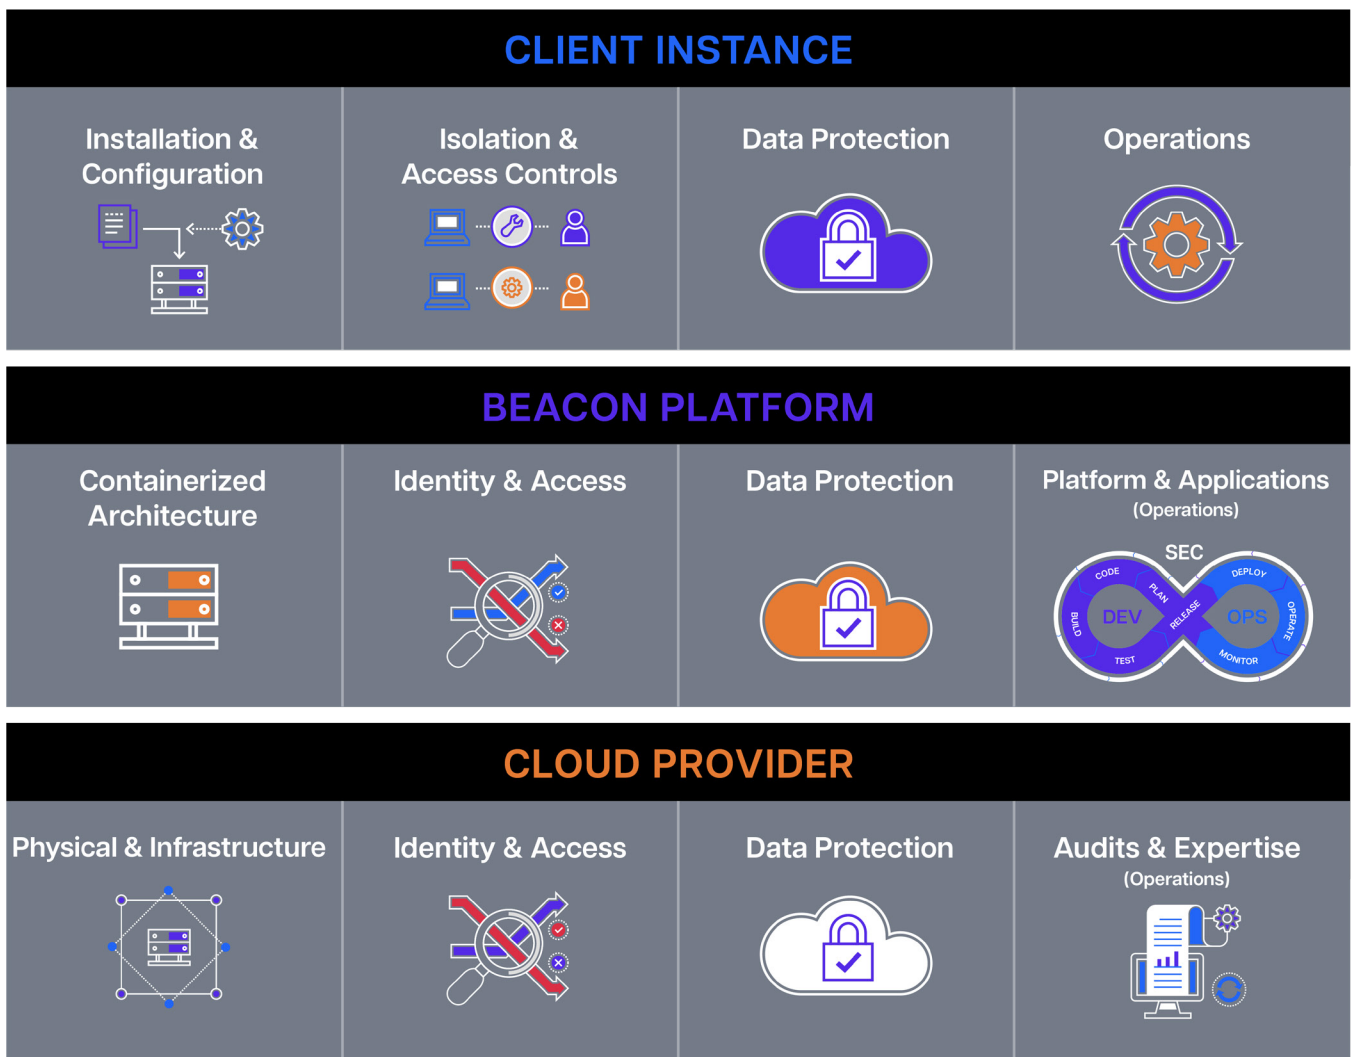 CLIENT INSTANCE
Installation &
Configuration
Isolation &
Access Controls
Data Protection
Operations
BEACON PLATFORM
Containerized
Architecture
Identity & Access
Data Protection
Platform & Applications
(Operations)
SEC
CODE
PLAN
BUILD
DEV
TEST
RELEASE
DEPLOY
OPS
OPERATE
MONITOR
CLOUD PROVIDER
Physical & Infrastructure
Identity & Access
Data Protection
Audits & Expertise
(Operations)